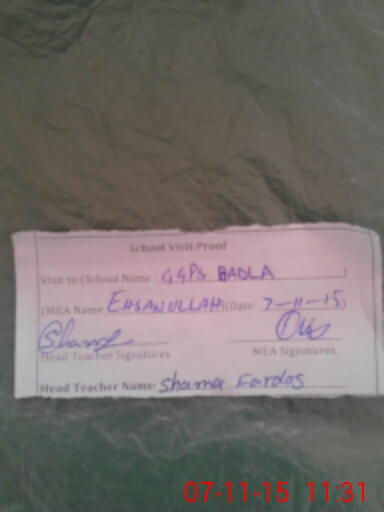 School Visit Proof
Visit to (School Name: GGPS BADLA)
(MEA Name: EHSANULLAH)(Date: 7-11-15)
Head Teacher Signatures MEA Signatures
Head Teacher Name: Shama Fardos
07-11-15 11:31